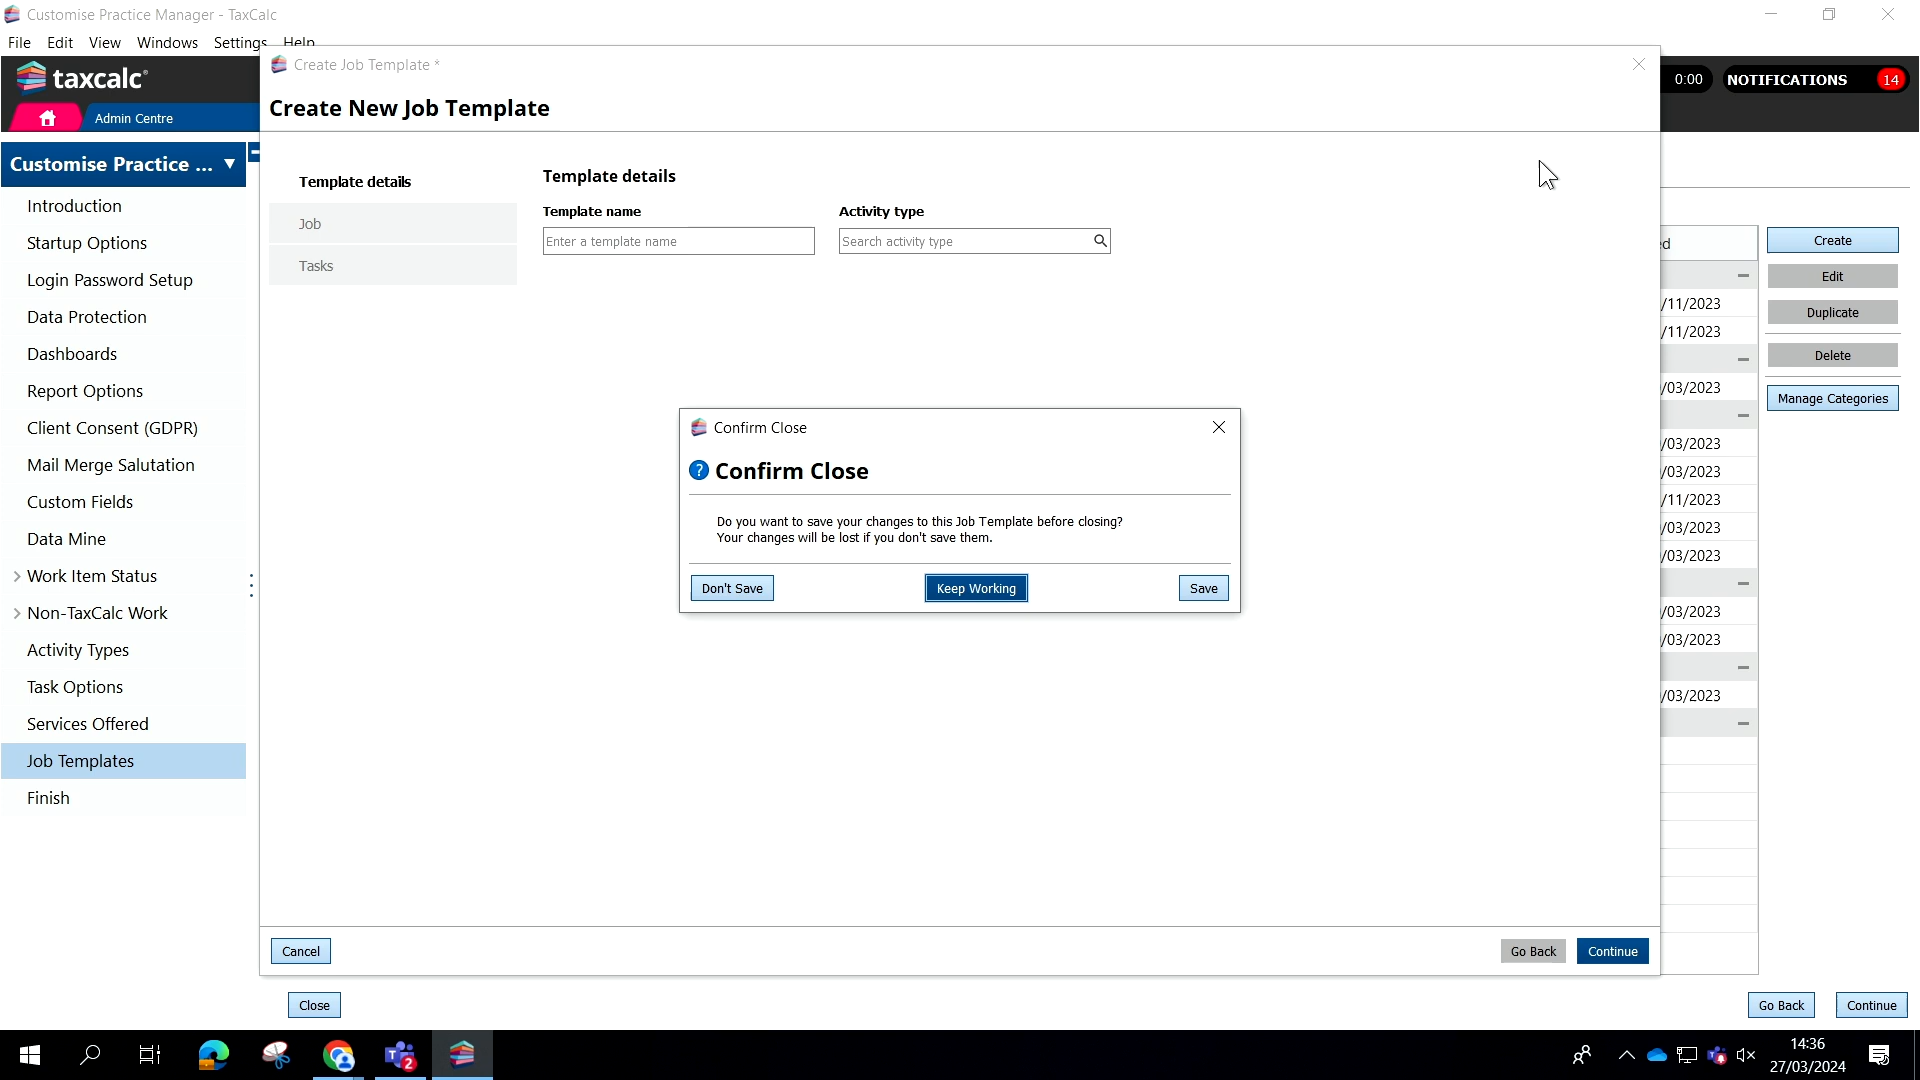 Customise Practice Manager - TaxCalc
File Edit View Windows Settings Help
taxcalc
0:00 NOTIFICATIONS 14
Admin Centre
Customise Practice ...
Introduction
Startup Options
Login Password Setup
Data Protection
Dashboards
Report Options
Client Consent (GDPR)
Mail Merge Salutation
Custom Fields
Data Mine
Work Item Status
Non-TaxCalc Work
Activity Types
Task Options
Services Offered
Job Templates
Finish
Create Job Template *
Create New Job Template
Template details
Job
Tasks
Template details
Template name
Activity type
Enter a template name
Search activity type
Confirm Close
Confirm Close
Do you want to save your changes to this Job Template before closing?
Your changes will be lost if you don't save them.
Don't Save
Keep Working
Save
Cancel
Go Back
Continue
ed
/11/2023
/11/2023
/03/2023
/03/2023
/03/2023
/11/2023
/03/2023
/03/2023
/03/2023
/03/2023
/03/2023
Create
Edit
Duplicate
Delete
Manage Categories
Close
Go Back
Continue
2
14:36
27/03/2024